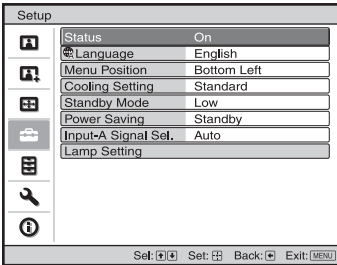 Setup
Status On
Language English
Menu Position Bottom Left
Cooling Setting Standard
Standby Mode Low
Power Saving Standby
Input-A Signal Sel. Auto
Lamp Setting
Sel: Set: Back: Exit: MENU